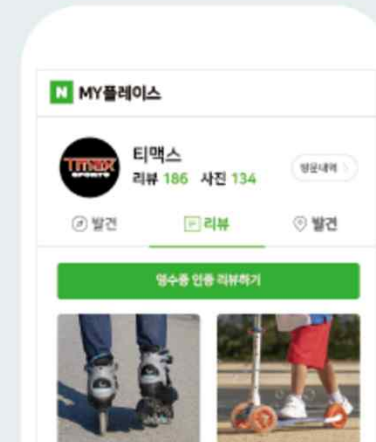 N MY플레이스
TMAX
SPORTS
티맥스
리뷰 186 사진 134
방문내역 >
발견
리뷰
발견
영수증 인증 리뷰하기